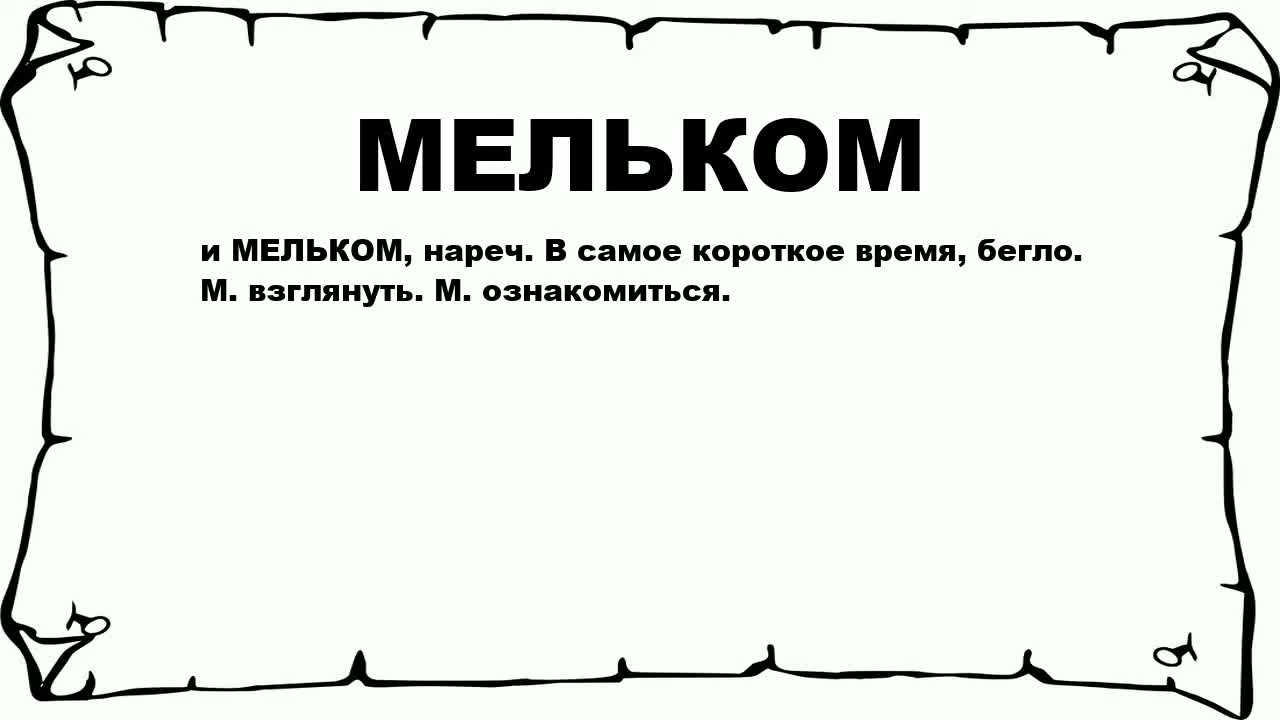 МЕЛЬКОМ
и МЕЛЬКОМ, нареч. В самое короткое время, бегло.
М. взглянуть. М. ознакомиться.